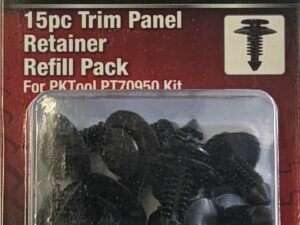 15pc Trim Panel
Retainer
Refill Pack
For PKTool PT70950 Kit